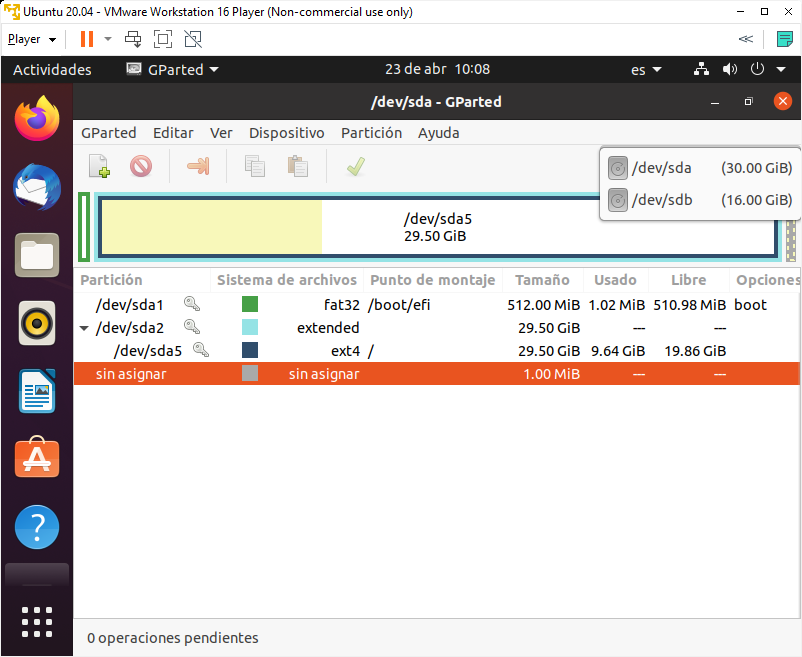 Ubuntu 20.04 - VMware Workstation 16 Player (Non-commercial use only)
Player
Actividades GParted 23 de abr 10:08 es
/dev/sda - GParted
GParted Editar Ver Dispositivo Partición Ayuda
/dev/sda (30.00 GiB)
/dev/sdb (16.00 GiB)
/dev/sda5
29.50 GiB
Partición Sistema de archivos Punto de montaje Tamaño Usado Libre Opciones
/dev/sda1 fat32 /boot/efi 512.00 MiB 1.02 MiB 510.98 MiB boot
/dev/sda2 extended 29.50 GiB --- ---
/dev/sda5 ext4 / 29.50 GiB 9.64 GiB 19.86 GiB
sin asignar sin asignar 1.00 MiB --- ---
0 operaciones pendientes